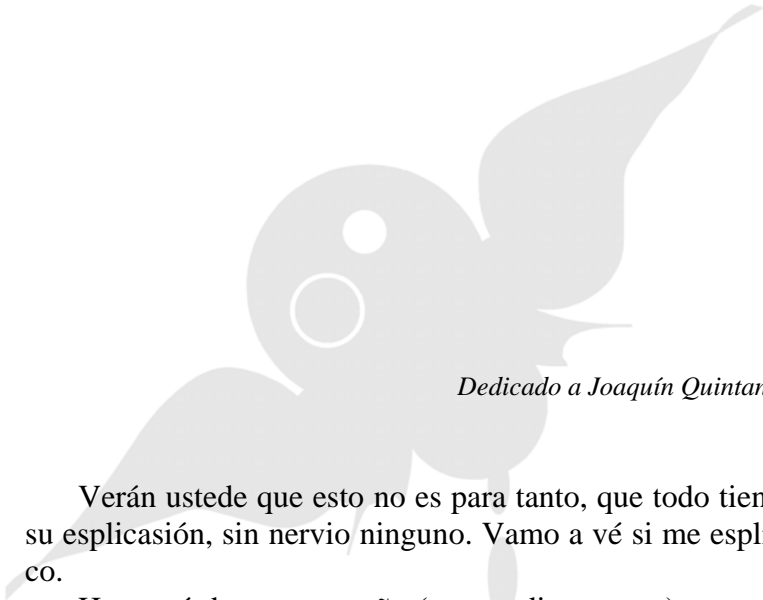 Dedicado a Joaquín Quintan
Verán ustede que esto no es para tanto, que todo tien
su esplicasión, sin nervio ninguno. Vamo a vé si me espli
co.